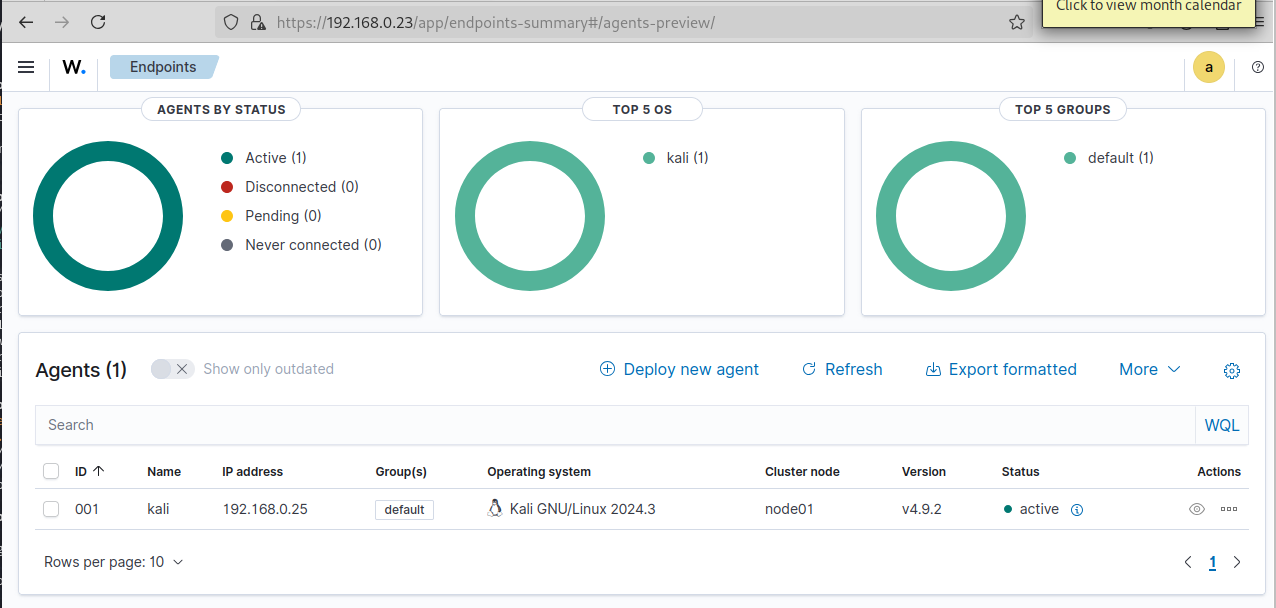 Click to view month calendar
https://192.168.0.23/app/endpoints-summary#/agents-preview/
W. Endpoints a
AGENTS BY STATUS TOP 5 OS TOP 5 GROUPS
Active (1) kali (1) default (1)
Disconnected (0)
Pending (0)
Never connected (0)
Agents (1) Show only outdated Deploy new agent Refresh Export formatted More
Search WQL
ID Name IP address Group(s) Operating system Cluster node Version Status Actions
001 kali 192.168.0.25 default Kali GNU/Linux 2024.3 node01 v4.9.2 active
Rows per page: 10 1